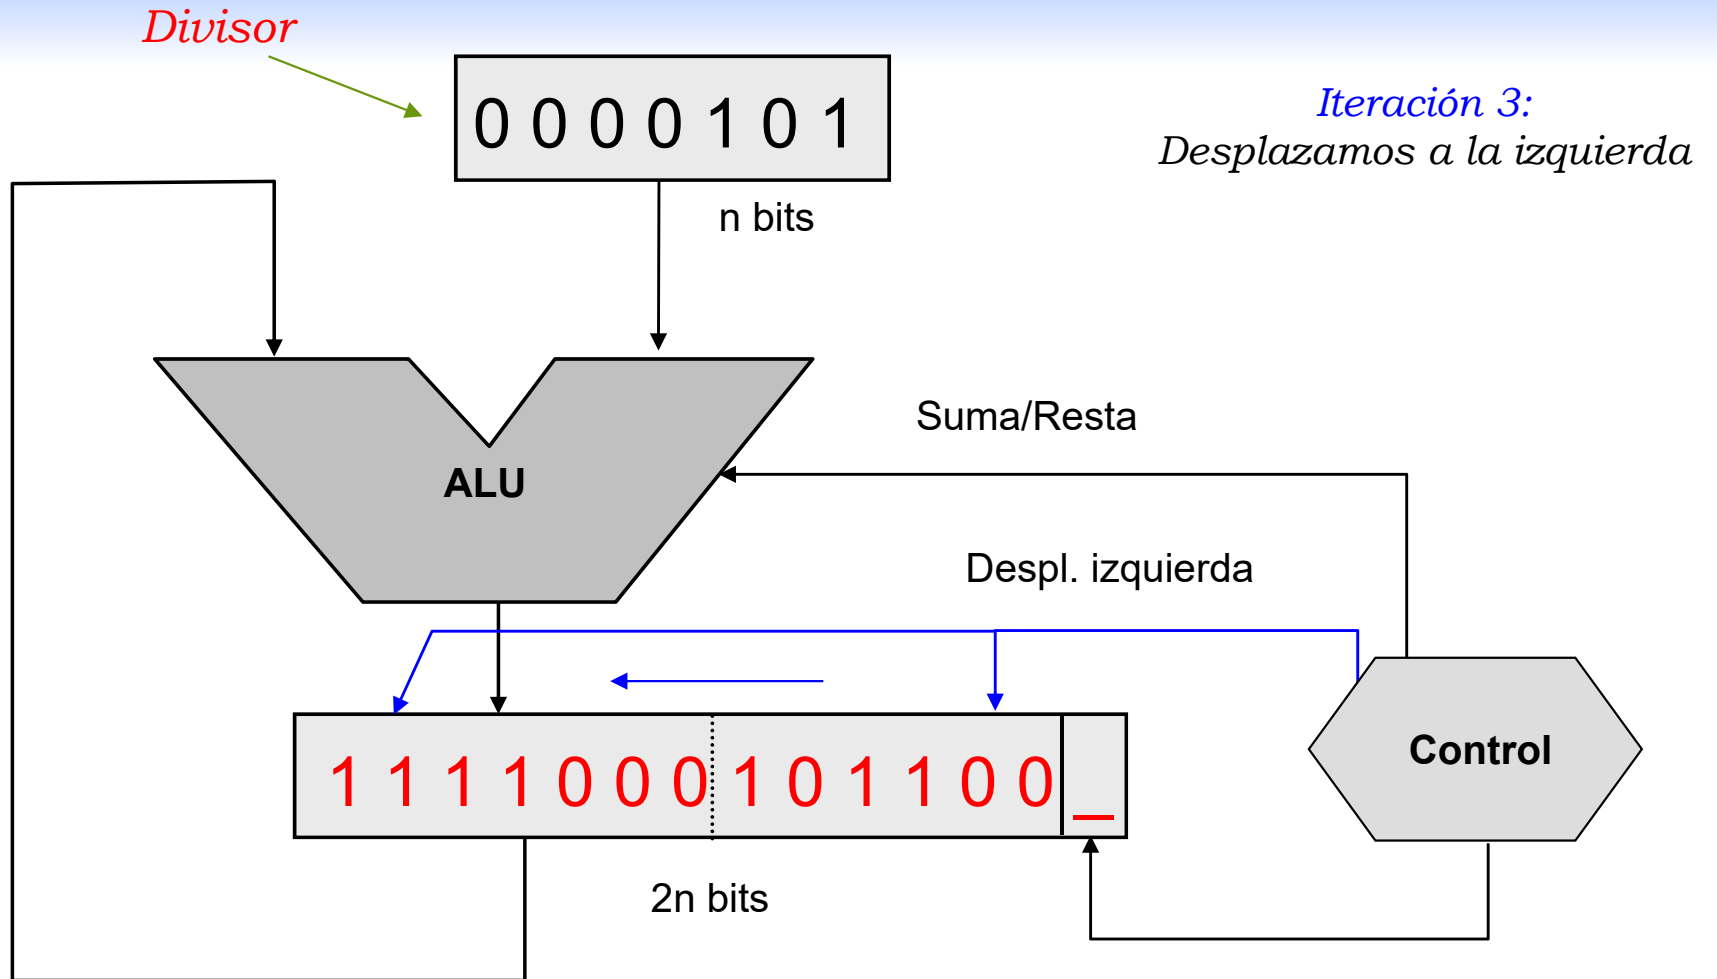 Divisor
0 0 0 0 1 0 1
Iteración 3:
Desplazamos a la izquierda
n bits
Suma/Resta
ALU
Despl. izquierda
1 1 1 1 0 0 0 1 0 1 1 0 0 _
Control
2n bits